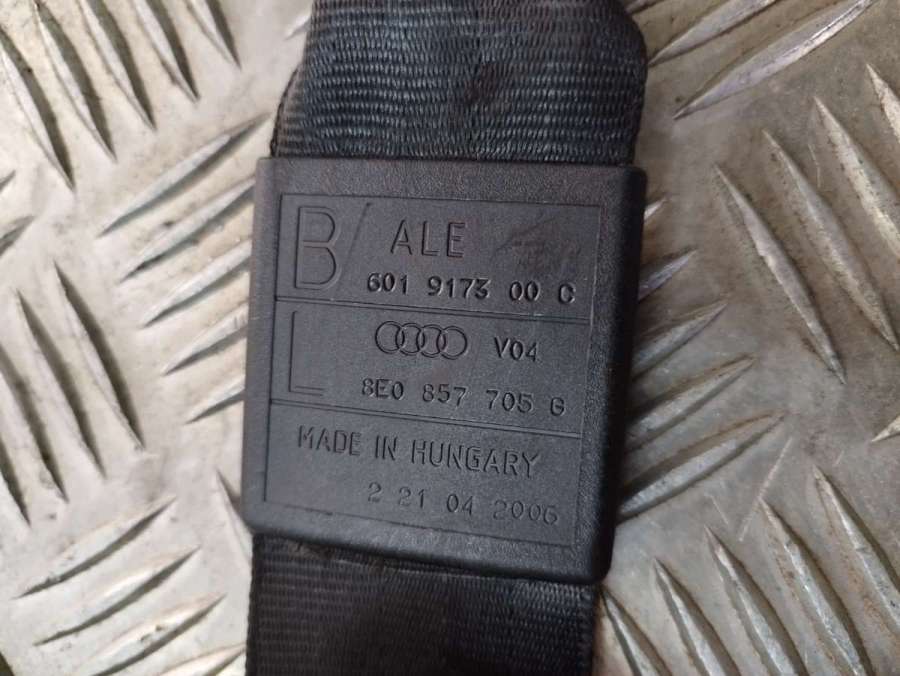 B/ ALE
601 9173 00 C
V04
L 8E0 857 705 G
MADE IN HUNGARY
2 21 04 2006